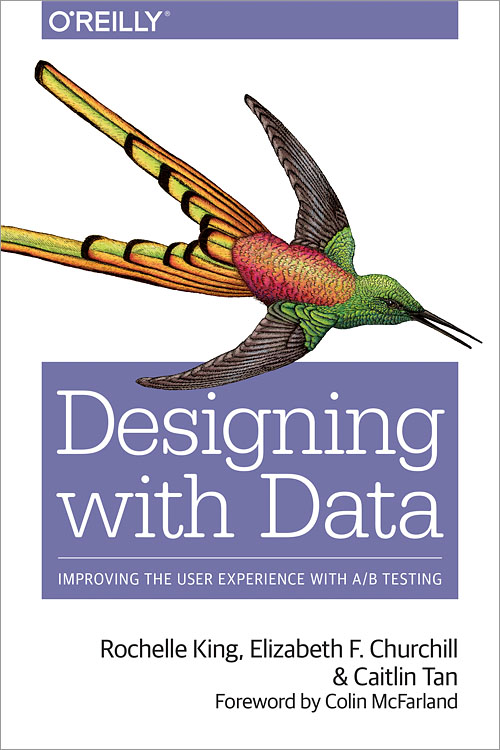 O'REILLY®
Designing
with Data
IMPROVING THE USER EXPERIENCE WITH A/B TESTING
Rochelle King, Elizabeth F. Churchill
& Caitlin Tan
Foreword by Colin McFarland